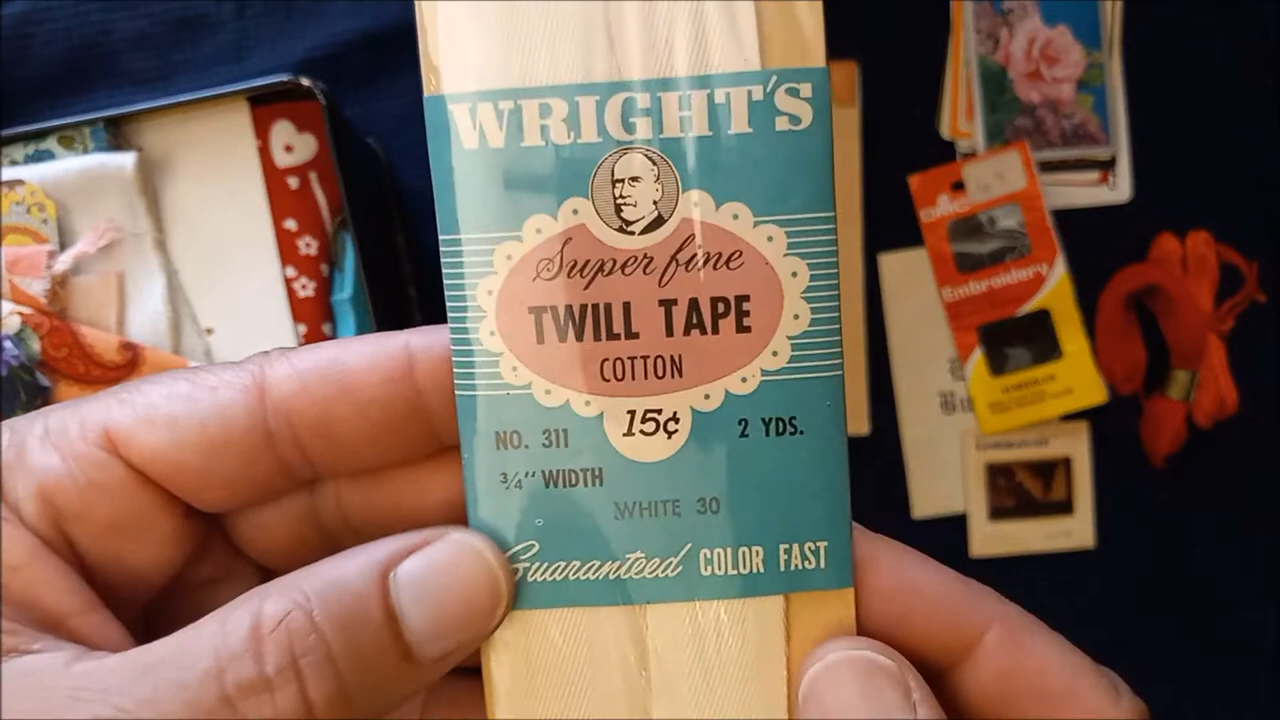 WRIGHT'S
Super fine
TWILL TAPE
COTTON
15¢
NO. 311
2 YDS.
¾" WIDTH
WHITE 30
Guaranteed COLOR FAST
DMC
Embroidery